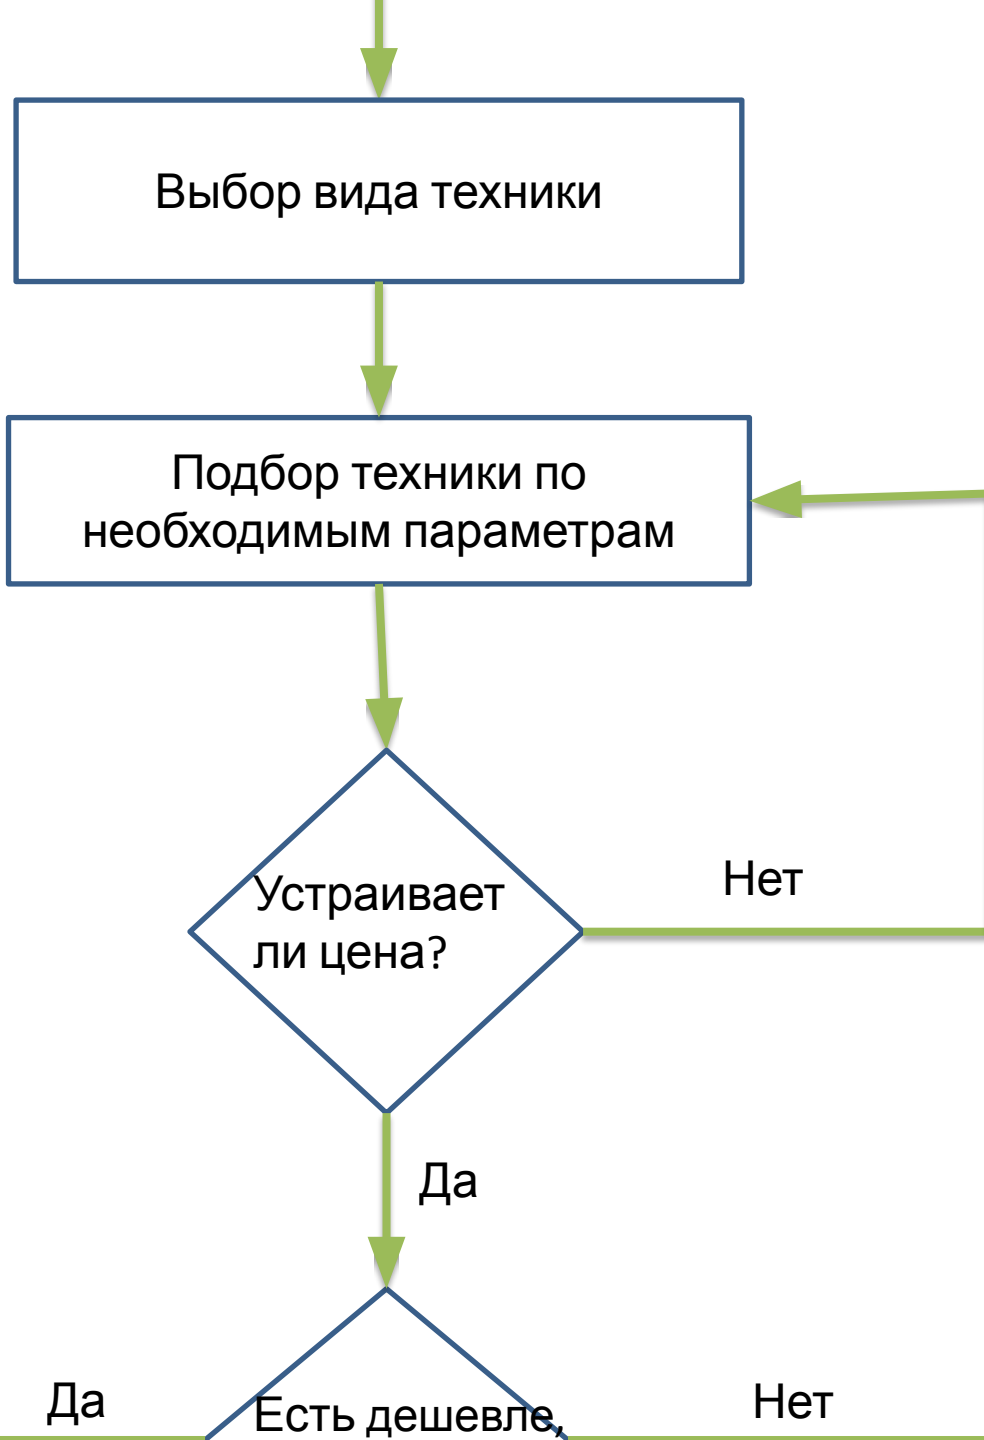 Выбор вида техники
Подбор техники по
необходимым параметрам
Устраивает
ли цена?
Нет
Да
Да
Есть дешевле,
Нет